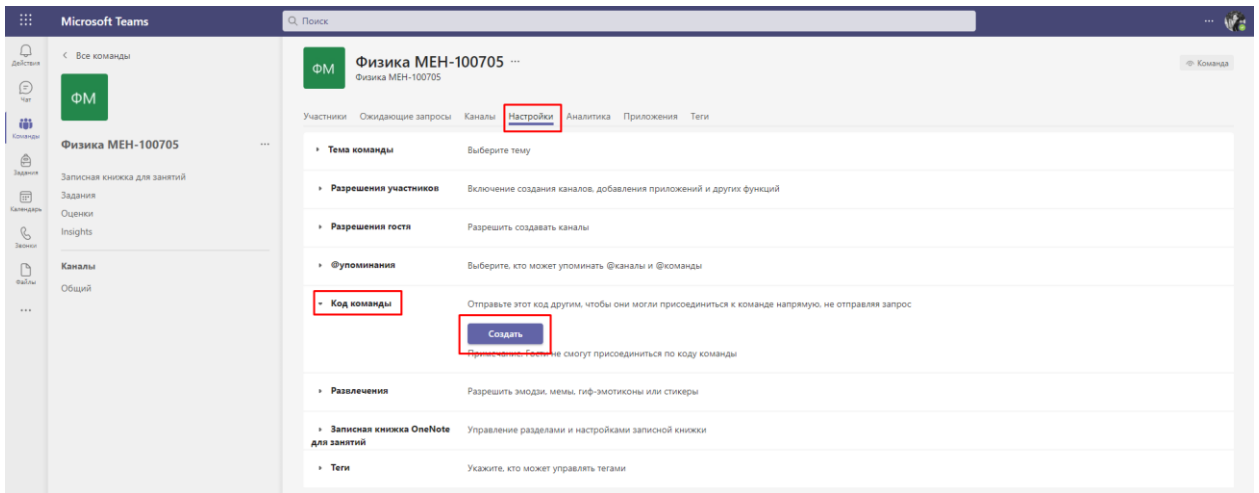 Microsoft Teams
Поиск
Действия
Чат
Команды
Задания
Календарь
Звонки
Файлы
Все команды
ФМ
Физика МЕН-100705
Записная книжка для занятий
Задания
Оценки
Insights
Каналы
Общий
ФМ
Физика МЕН-100705
Физика МЕН-100705
Команда
Участники Ожидающие запросы Каналы Настройки Аналитика Приложения Теги
Тема команды Выберите тему
Разрешения участников Включение создания каналов, добавления приложений и других функций
Разрешения гостя Разрешить создавать каналы
@упоминания Выберите, кто может упоминать @каналы и @команды
Код команды Отправьте этот код другим, чтобы они могли присоединиться к команде напрямую, не отправляя запрос
Создать
Примечание. Гости не смогут присоединиться по коду команды
Развлечения Разрешить эмодзи, мемы, гиф-эмотиконы или стикеры
Записная книжка OneNote Управление разделами и настройками записной книжки
для занятий
Теги Укажите, кто может управлять тегами